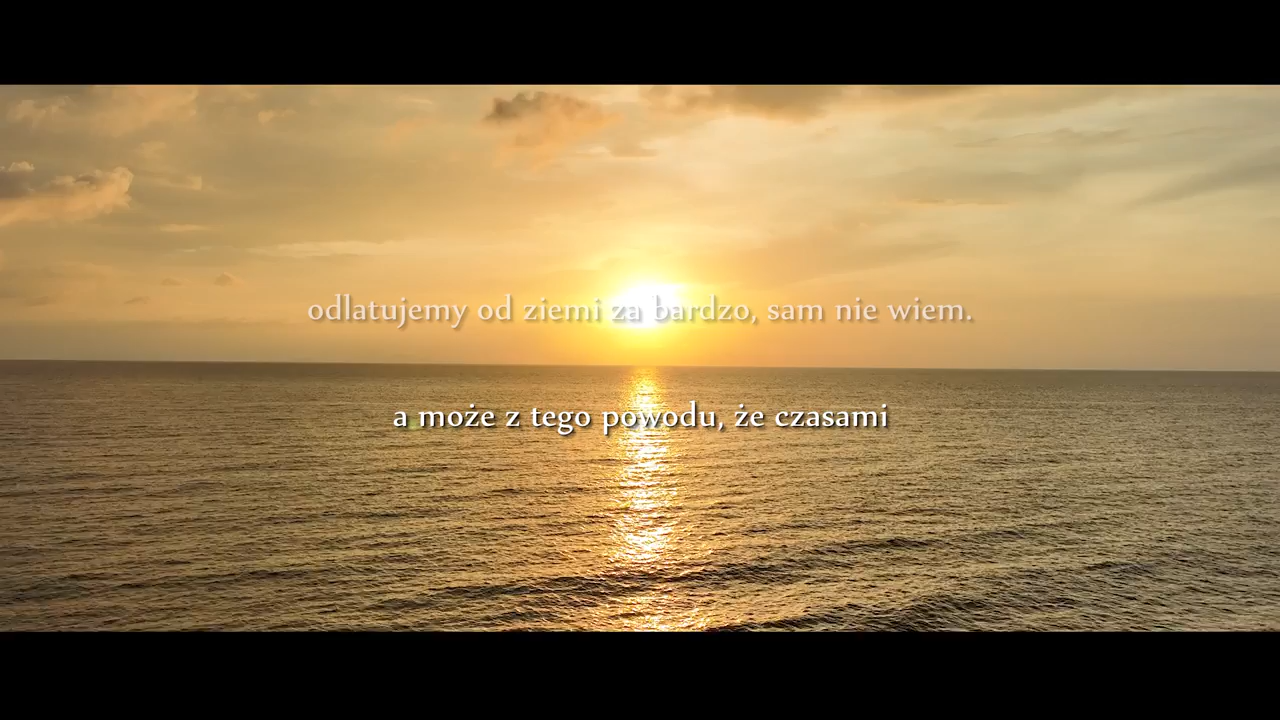 odlatujemy od ziemi za bardzo, sam nie wiem.
a może z tego powodu, że czasami